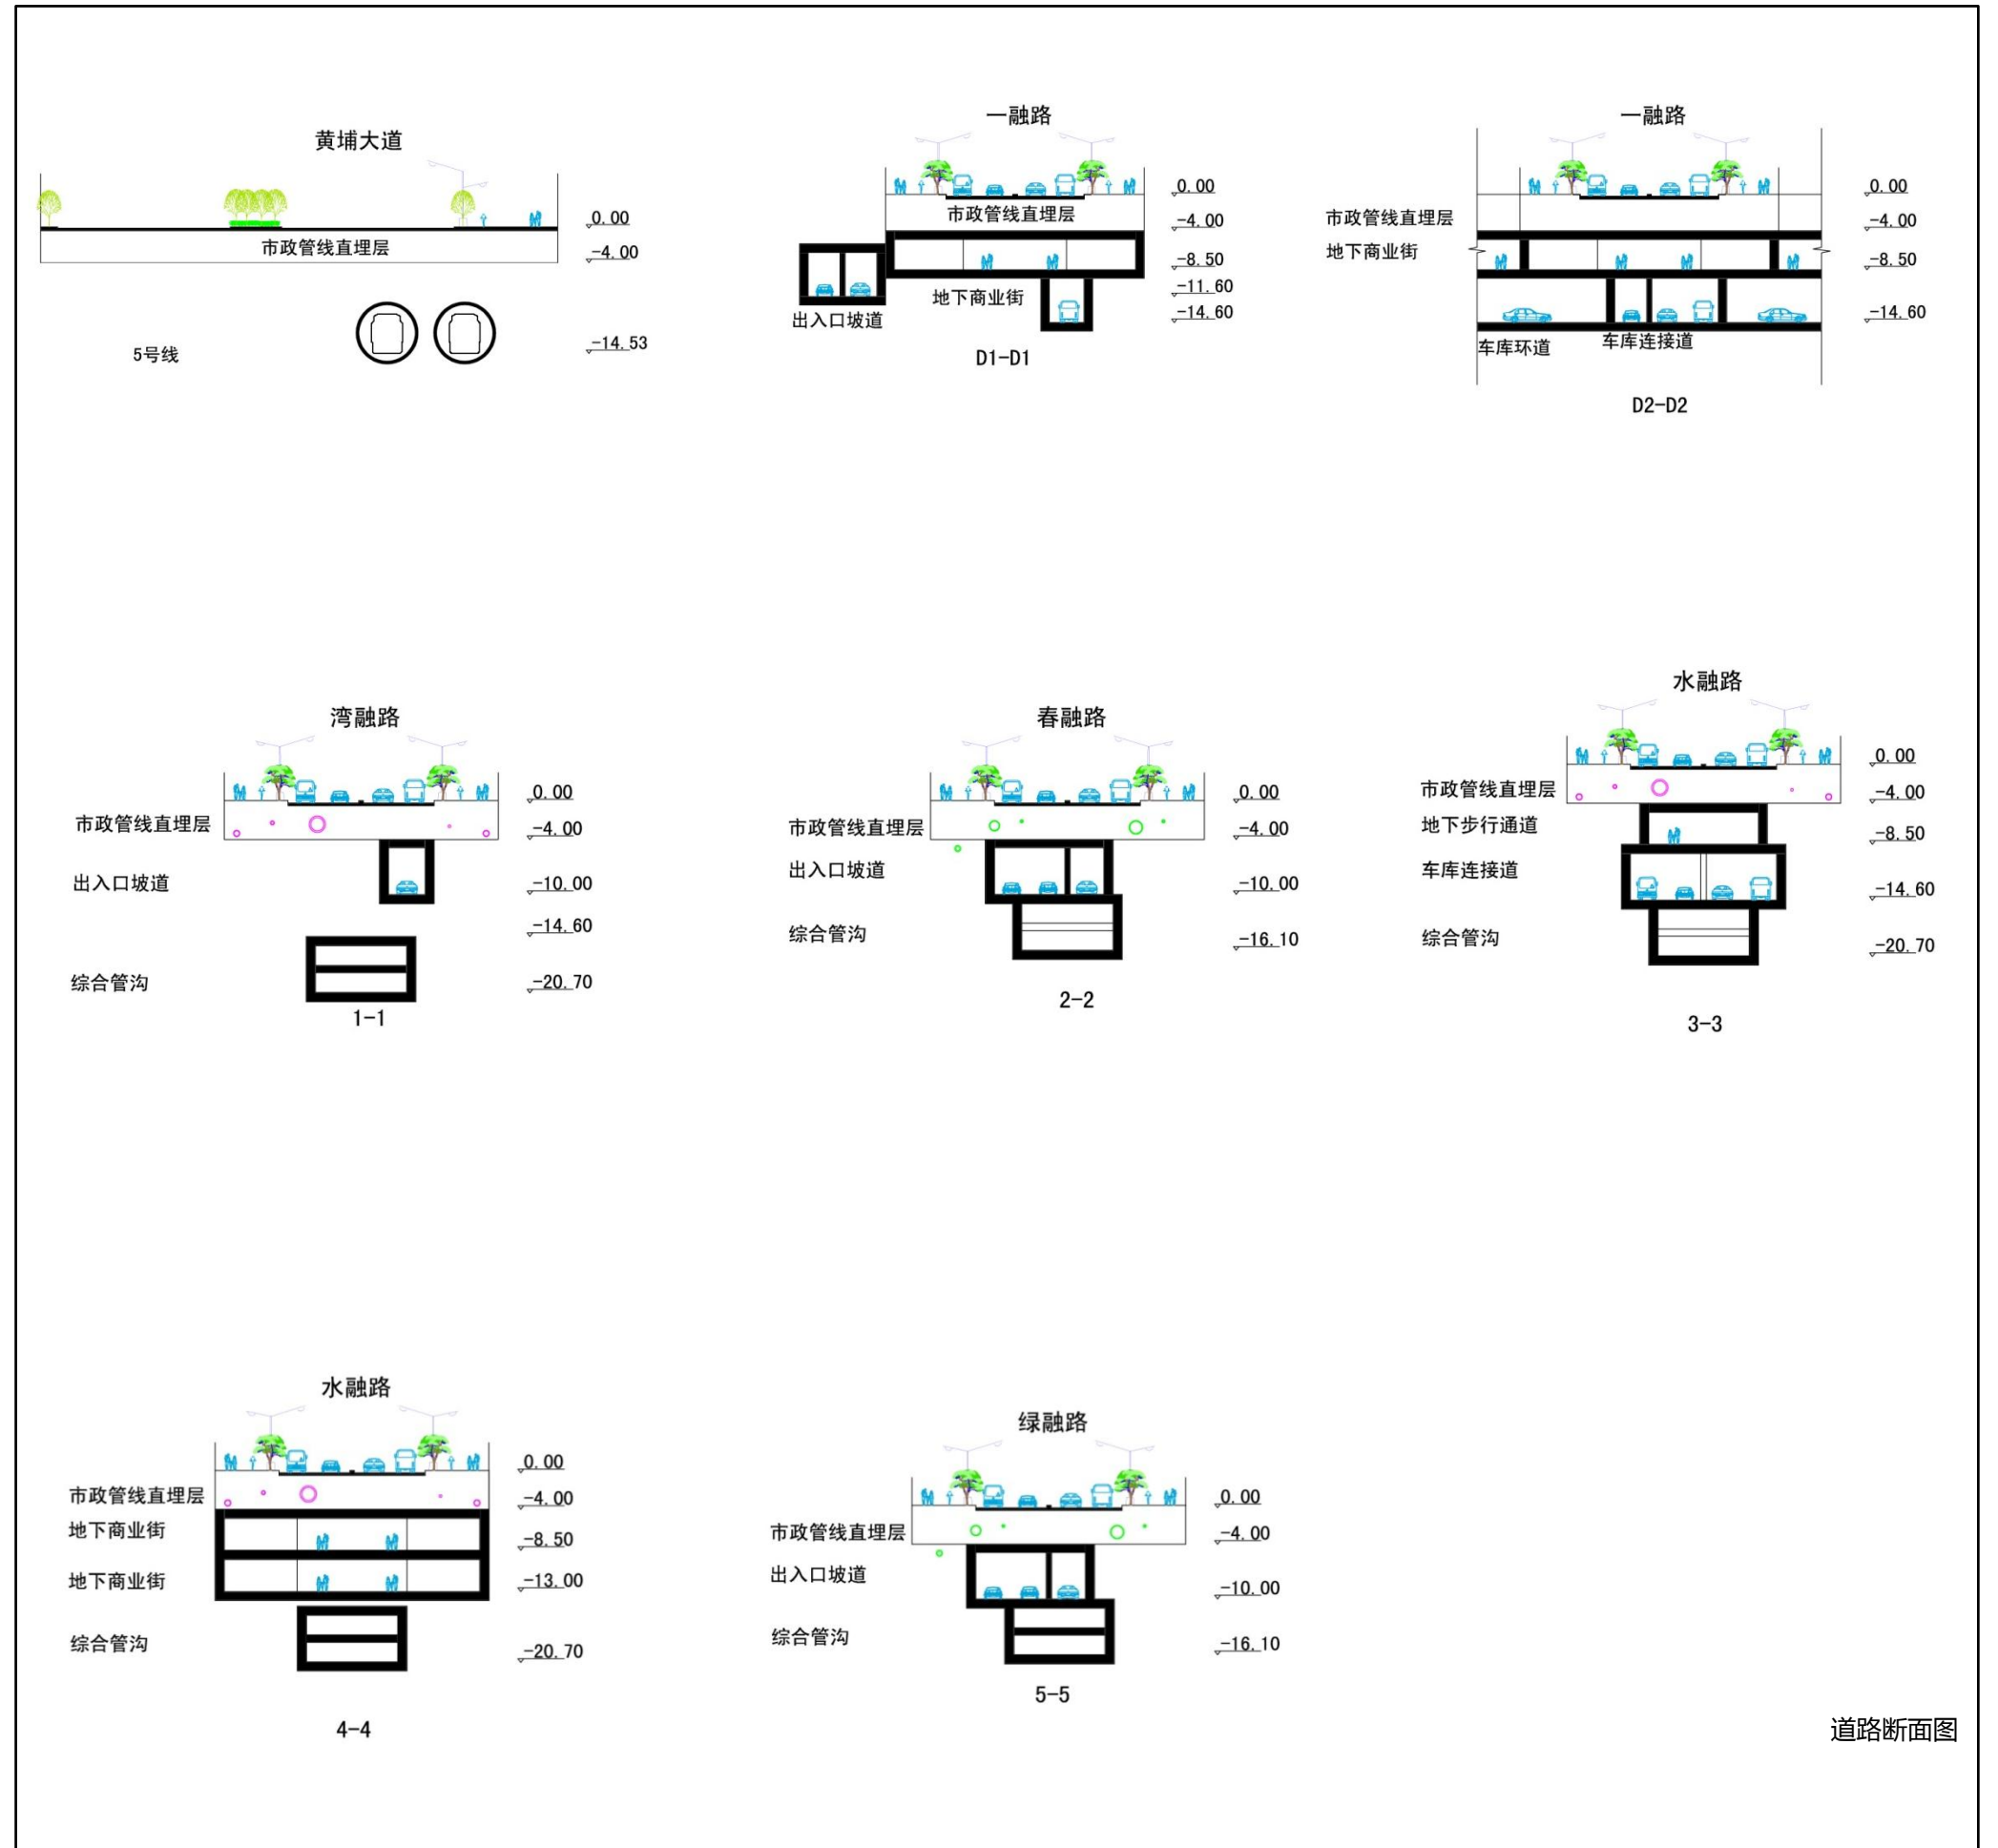 黄埔大道
0.00
市政管线直埋层
-4.00
5号线
-14.53
一融路
0.00
市政管线直埋层
-4.00
-8.50
地下商业街
-11.60
出入口坡道
-14.60
D1-D1
一融路
0.00
市政管线直埋层
-4.00
地下商业街
-8.50
-14.60
车库环道
车库连接道
D2-D2
湾融路
0.00
市政管线直埋层
-4.00
出入口坡道
-10.00
-14.60
综合管沟
-20.70
1-1
春融路
0.00
市政管线直埋层
-4.00
出入口坡道
-10.00
综合管沟
-16.10
2-2
水融路
0.00
市政管线直埋层
-4.00
地下步行通道
-8.50
车库连接道
-14.60
综合管沟
-20.70
3-3
水融路
0.00
市政管线直埋层
-4.00
地下商业街
-8.50
地下商业街
-13.00
综合管沟
-20.70
4-4
绿融路
0.00
市政管线直埋层
-4.00
出入口坡道
-10.00
综合管沟
-16.10
5-5
道路断面图